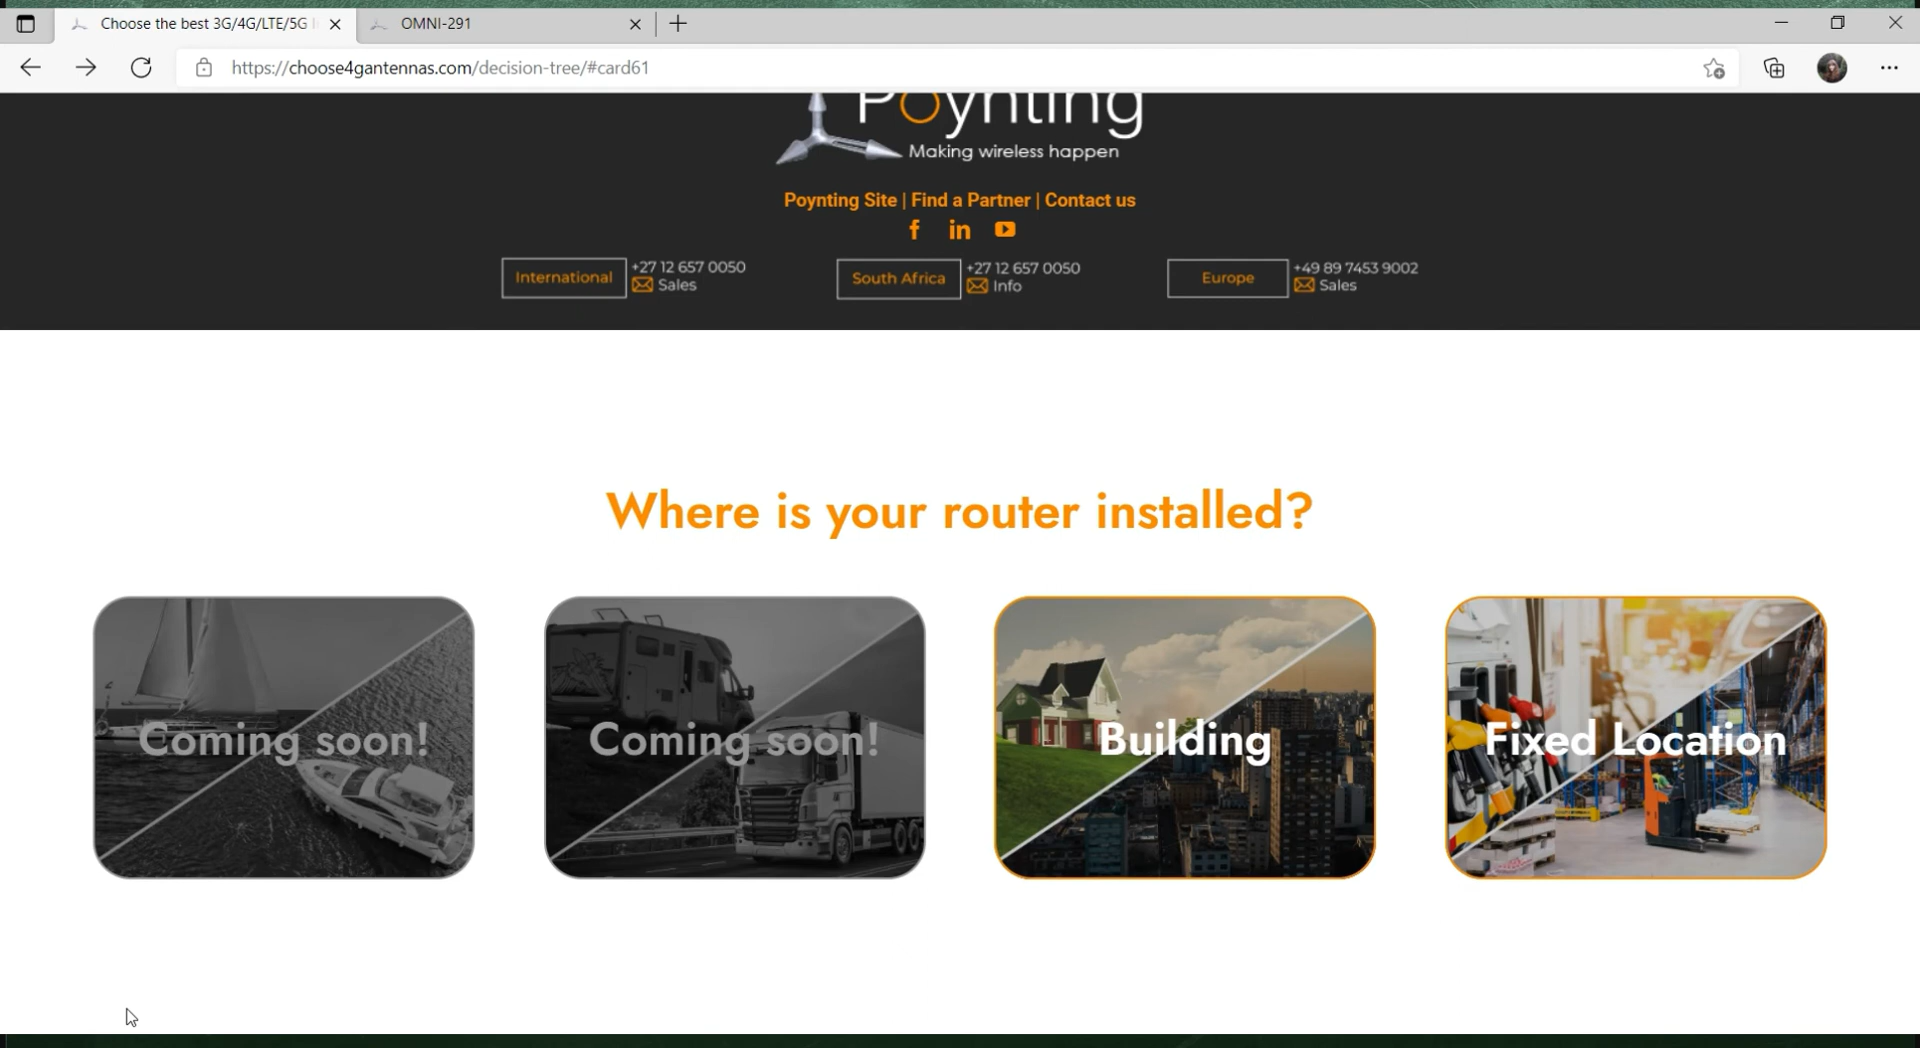 Choose the best 3G/4G/LTE/5G
OMNI-291
https://choose4gantennas.com/decision-tree/#card61
Poynting
Making wireless happen
Poynting Site | Find a Partner | Contact us
International
+27 12 657 0050
Sales
South Africa
+27 12 657 0050
Info
Europe
+49 89 7453 9002
Sales
Where is your router installed?
Coming soon!
Coming soon!
Building
Fixed Location